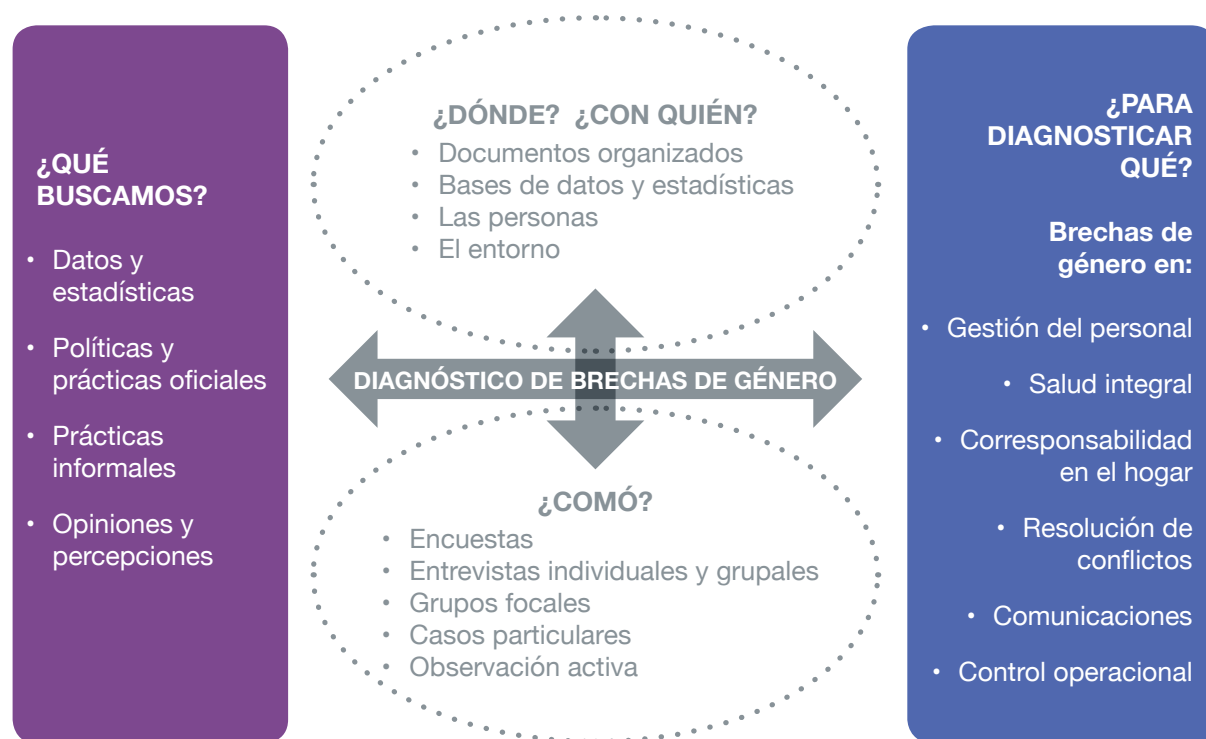 ¿QUÉ
BUSCAMOS?
• Datos y
estadísticas
• Políticas y
prácticas oficiales
• Prácticas
informales
• Opiniones y
percepciones
¿DÓNDE? ¿CON QUIÉN?
• Documentos organizados
• Bases de datos y estadísticas
• Las personas
• El entorno
DIAGNÓSTICO DE BRECHAS DE GÉNERO
¿COMÓ?
• Encuestas
• Entrevistas individuales y grupales
• Grupos focales
• Casos particulares
• Observación activa
¿PARA
DIAGNOSTICAR
QUÉ?
Brechas de
género en:
• Gestión del personal
• Salud integral
• Corresponsabilidad
en el hogar
• Resolución de
conflictos
• Comunicaciones
• Control operacional